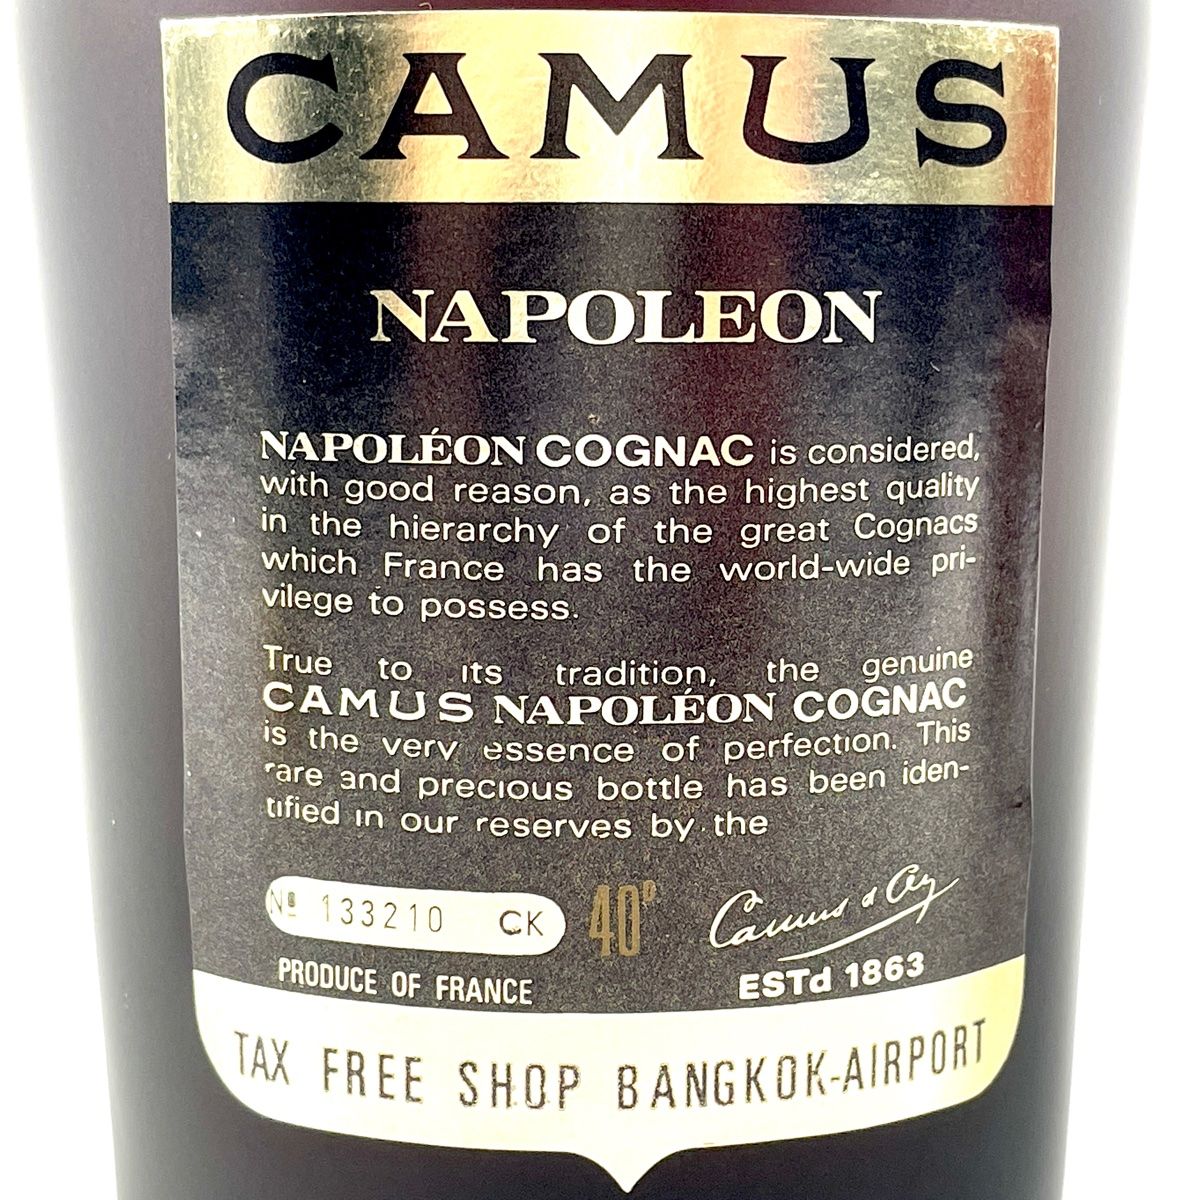 CAMUS
NAPOLEON
NAPOLÉON COGNAC is considered,
with good reason, as the highest quality
in the hierarchy of the great Cognacs
which France has the world-wide pri-
vilege to possess.
True to its tradition, the genuine
CAMUS NAPOLÉON COGNAC
is the very essence of perfection. This
rare and precious bottle has been iden-
tified in our reserves by the
Nº 133210 CK 40° Camus & Cie
PRODUCE OF FRANCE ESTd 1863
TAX FREE SHOP BANGKOK-AIRPORT